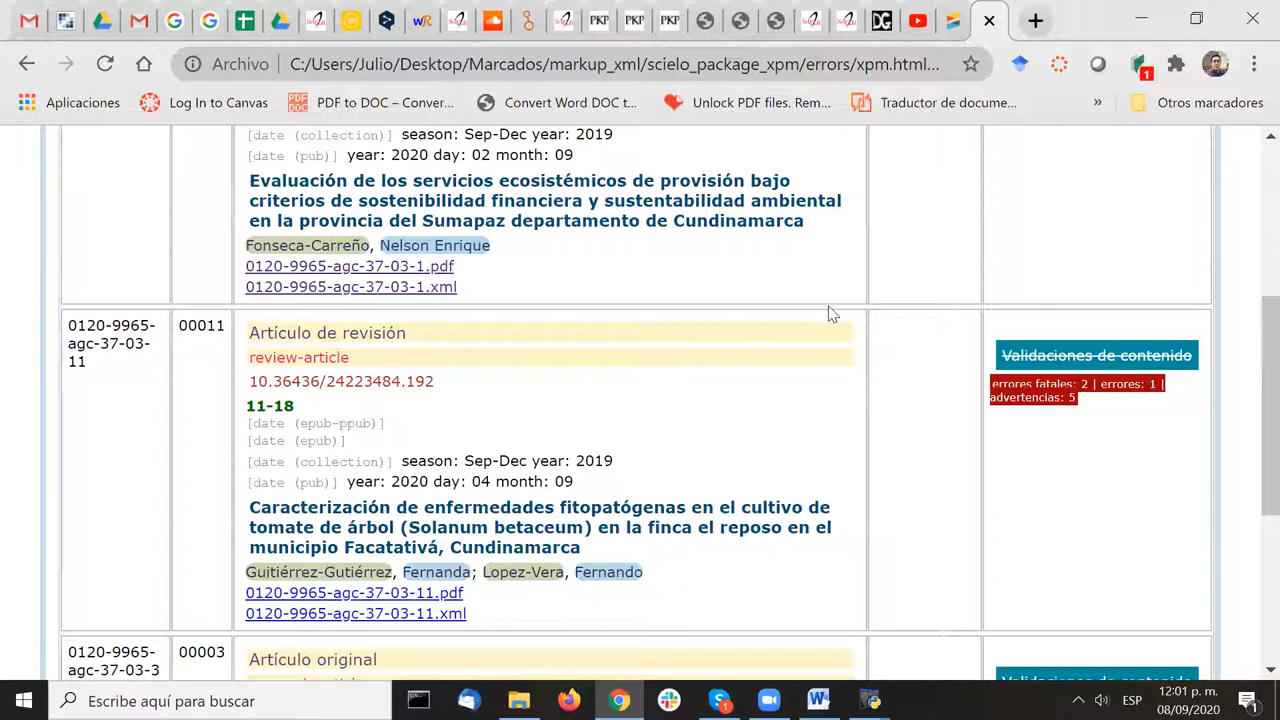 Archivo
C:/Users/Julio/Desktop/Marcados/markup_xml/scielo_package_xpm/errors/xpm.html...
1
Aplicaciones
Log In to Canvas
PDF to DOC – Conver...
Convert Word DOC t...
Unlock PDF files. Rem...
Traductor de docume...
»
Otros marcadores
[date (collection)] season: Sep-Dec year: 2019
[date (pub)] year: 2020 day: 02 month: 09
Evaluación de los servicios ecosistémicos de provisión bajo
criterios de sostenibilidad financiera y sustentabilidad ambiental
en la provincia del Sumapaz departamento de Cundinamarca
Fonseca-Carreño, Nelson Enrique
0120-9965-agc-37-03-1.pdf
0120-9965-agc-37-03-1.xml
0120-9965-
agc-37-03-
11
00011
Artículo de revisión
review-article
10.36436/24223484.192
11-18
[date (epub-ppub)]
[date (epub)]
[date (collection)] season: Sep-Dec year: 2019
[date (pub)] year: 2020 day: 04 month: 09
Caracterización de enfermedades fitopatógenas en el cultivo de
tomate de árbol (Solanum betaceum) en la finca el reposo en el
municipio Facatativá, Cundinamarca
Guitiérrez-Gutiérrez, Fernanda; Lopez-Vera, Fernando
0120-9965-agc-37-03-11.pdf
0120-9965-agc-37-03-11.xml
Validaciones de contenido
errores fatales: 2 | errores: 1 |
advertencias: 5
0120-9965-
agc-37-03-3
00003
Artículo original
Escribe aquí para buscar
ESP
12:01 p. m.
08/09/2020